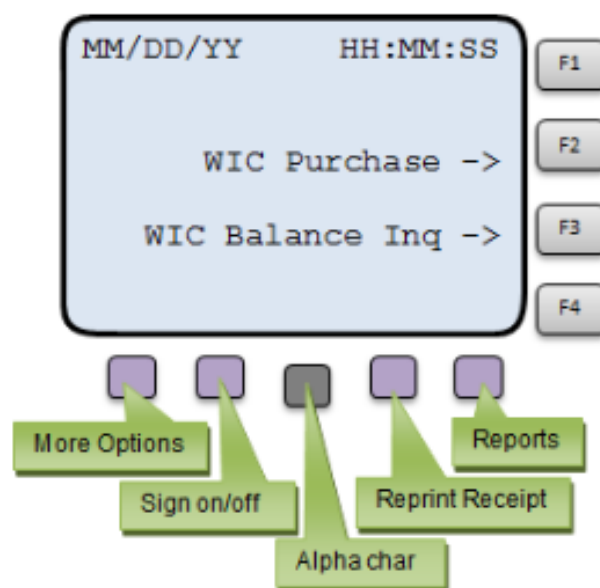 MM/DD/YY HH:MM:SS
F1
F2
WIC Purchase ->
WIC Balance Inq ->
F3
F4
More Options
Reports
Sign on/off
Reprint Receipt
Alpha char